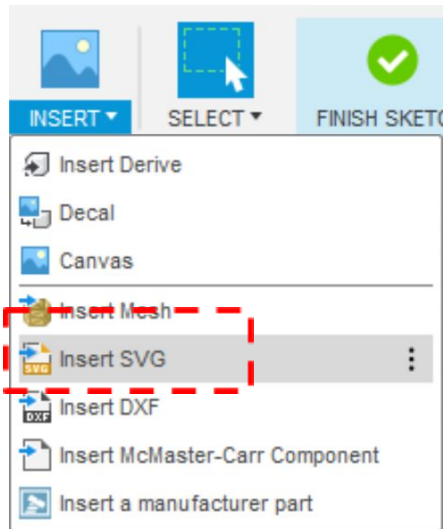 INSERT▼ SELECT▼ FINISH SKETC
Insert Derive
Decal
Canvas
Insert Mesh
SVG Insert SVG
DXF Insert DXF
Insert McMaster-Carr Component
Insert a manufacturer part